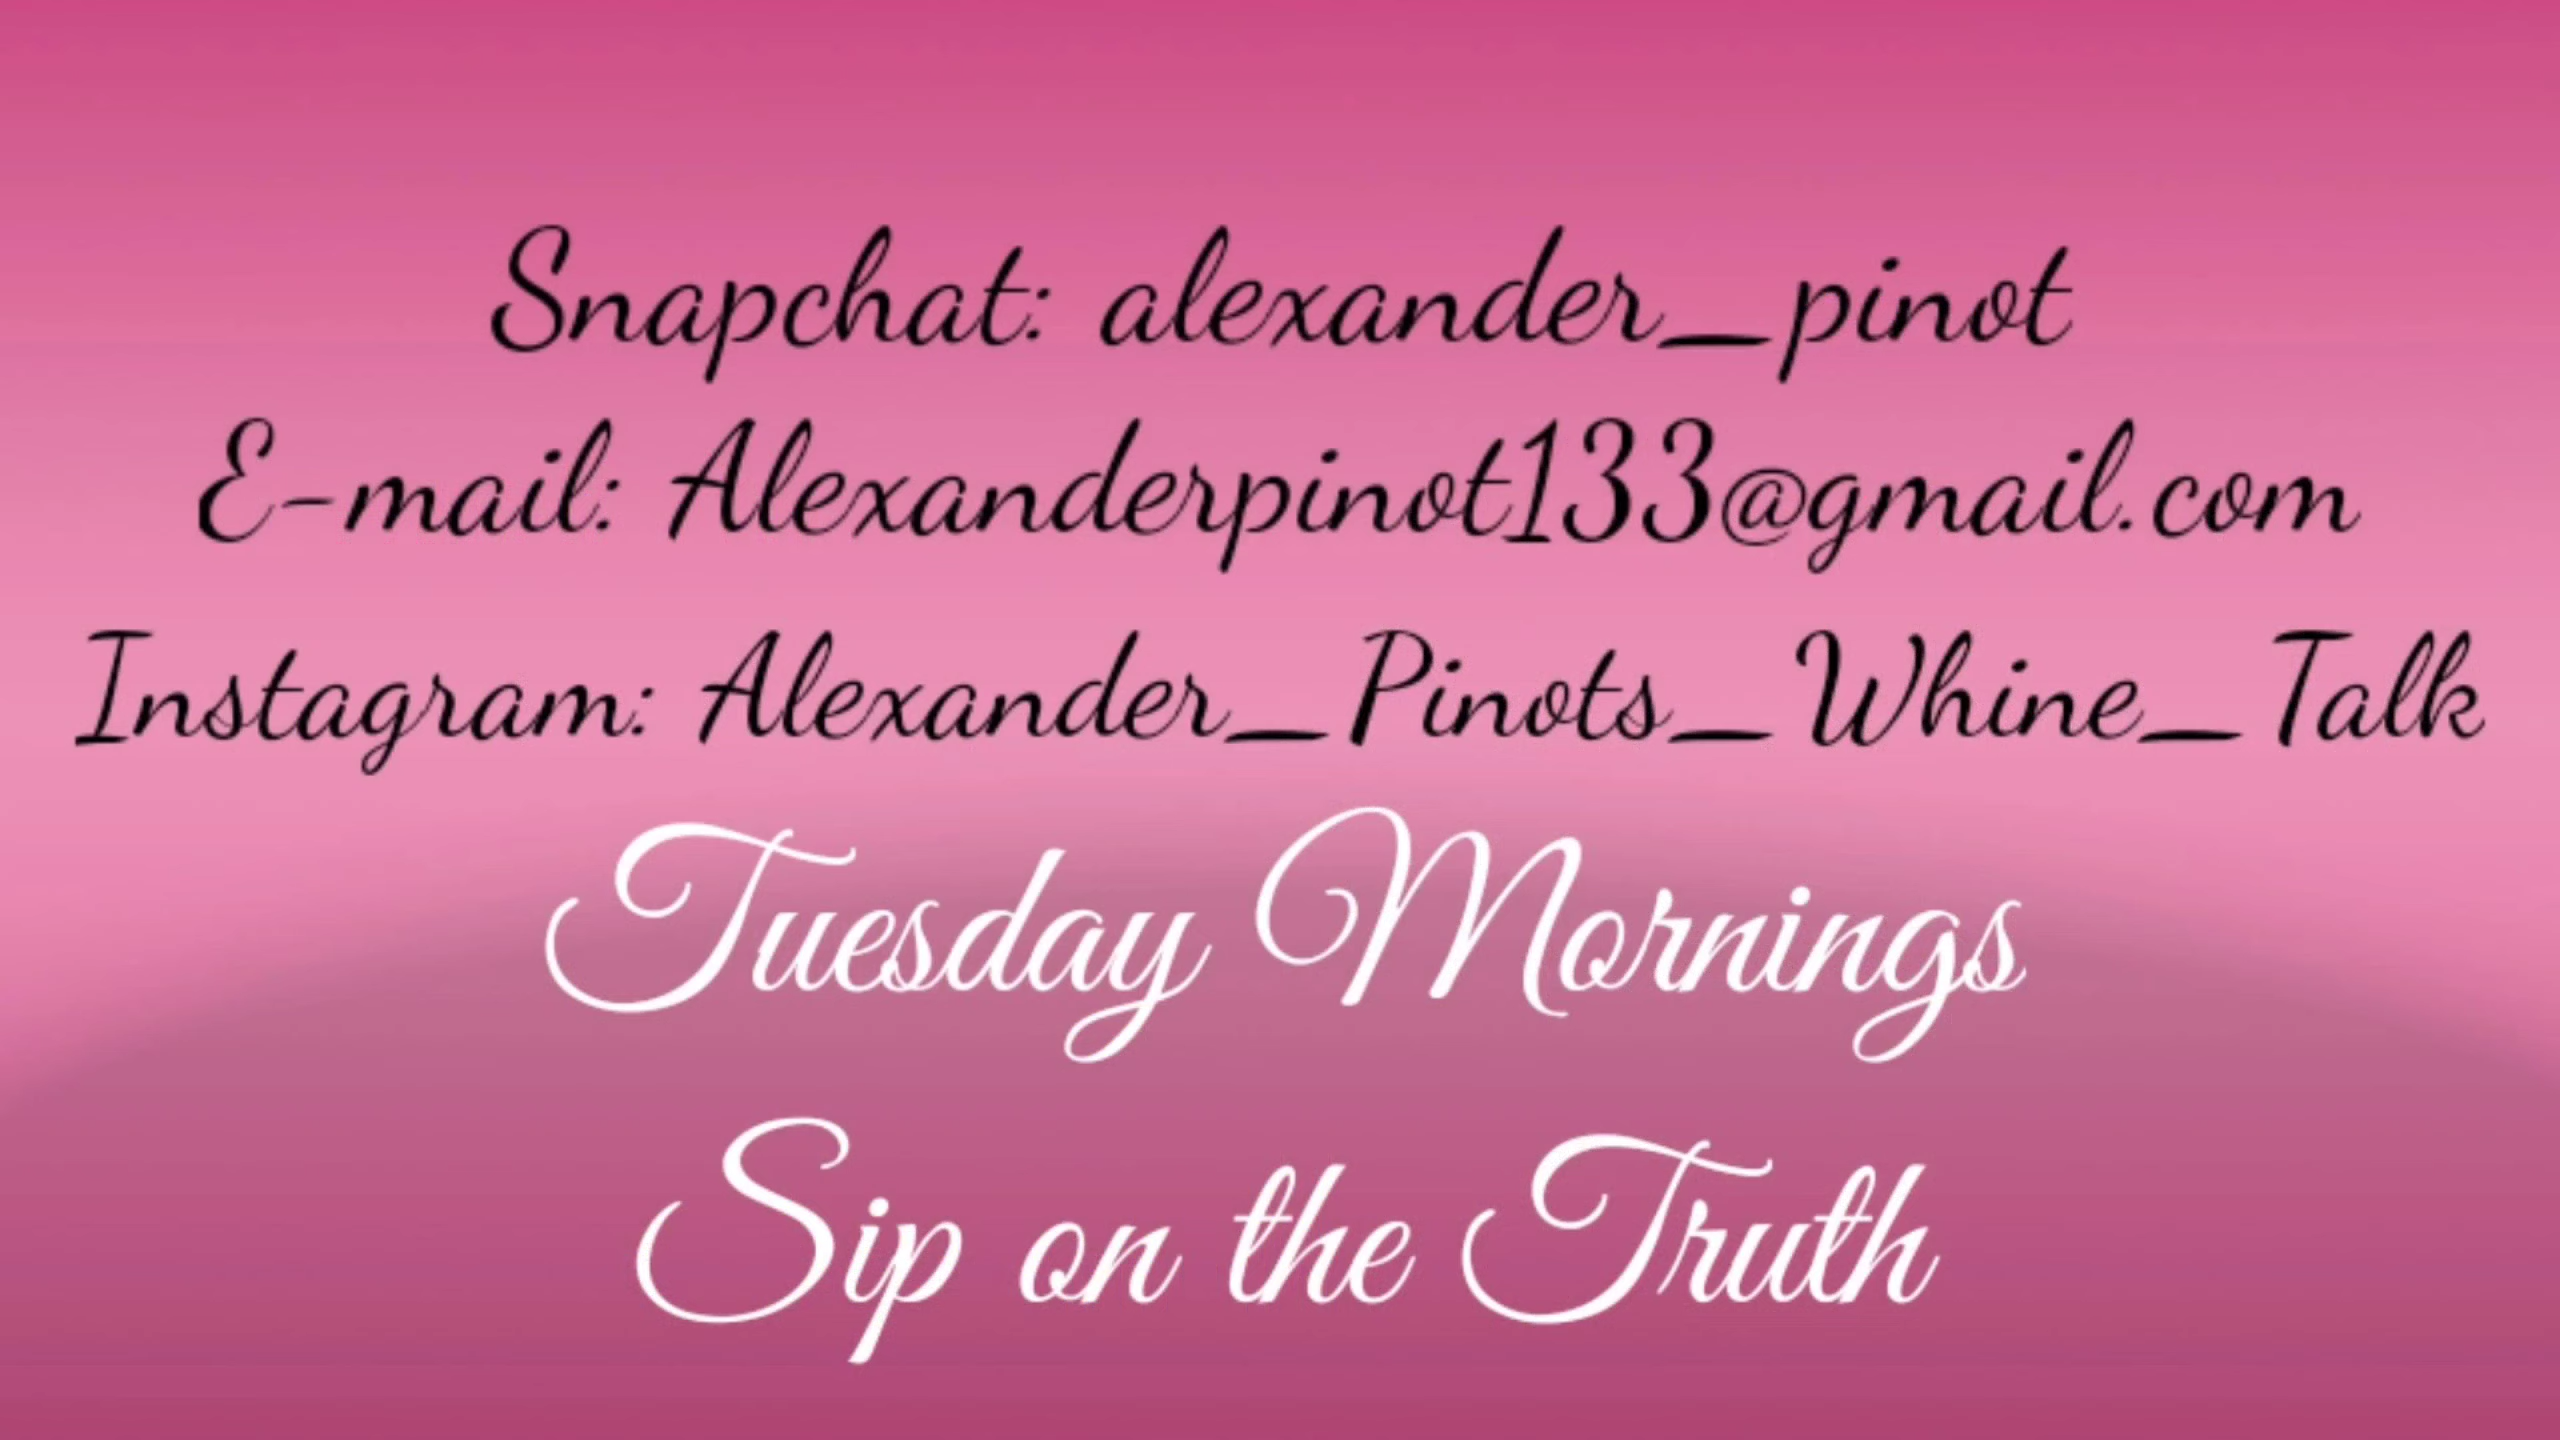 Snapchat: alexander_pinot
E-mail: Alexanderpinot133@gmail.com
Instagram: Alexander_Pinots_Whine_Talk
Tuesday Mornings
Sip on the Truth